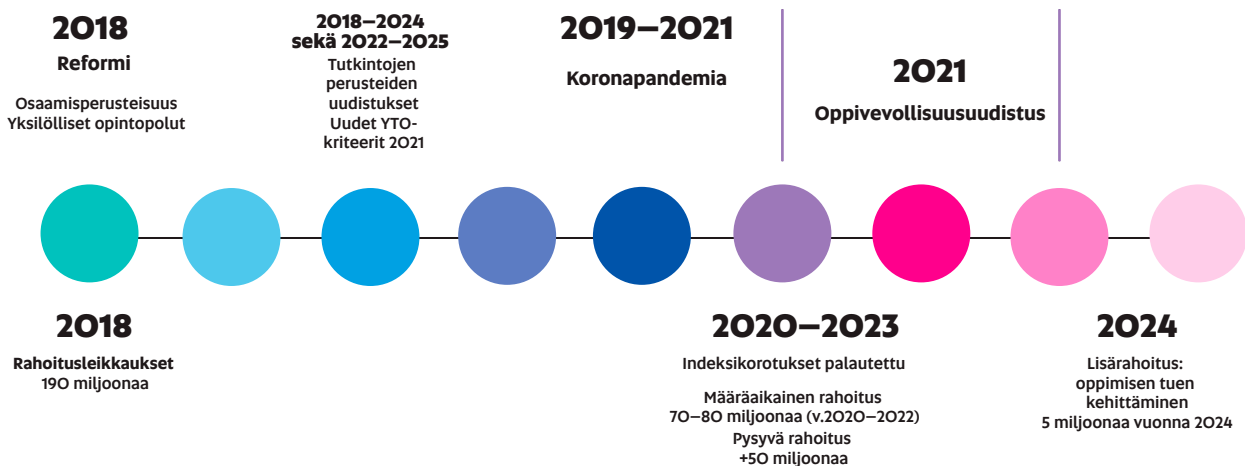 2018
Reformi
Osaamisperusteisuus
Yksilölliset opintopolut
2018–2024
sekä 2022–2025
Tutkintojen
perusteiden
uudistukset
Uudet YTO-
kriteerit 2021
2019–2021
Koronapandemia
2021
Oppivevollisuusudistus
2018
Rahoitusleikkaukset
190 miljoonaa
2020–2023
Indeksikorotukset palautettu
Määräaikainen rahoitus
70–80 miljoonaa (v.2020–2022)
Pysyvä rahoitus
+50 miljoonaa
2024
Lisärahoitus:
oppimisen tuen
kehittäminen
5 miljoonaa vuonna 2024